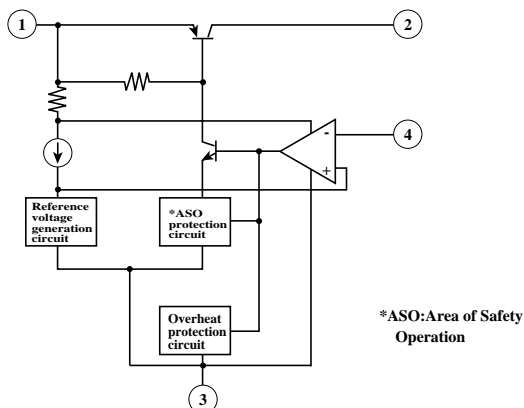 1
2
-
4
+
Reference
voltage
generation
circuit
*ASO
protection
circuit
Overheat
protection
circuit
*ASO:Area of Safety
Operation
3